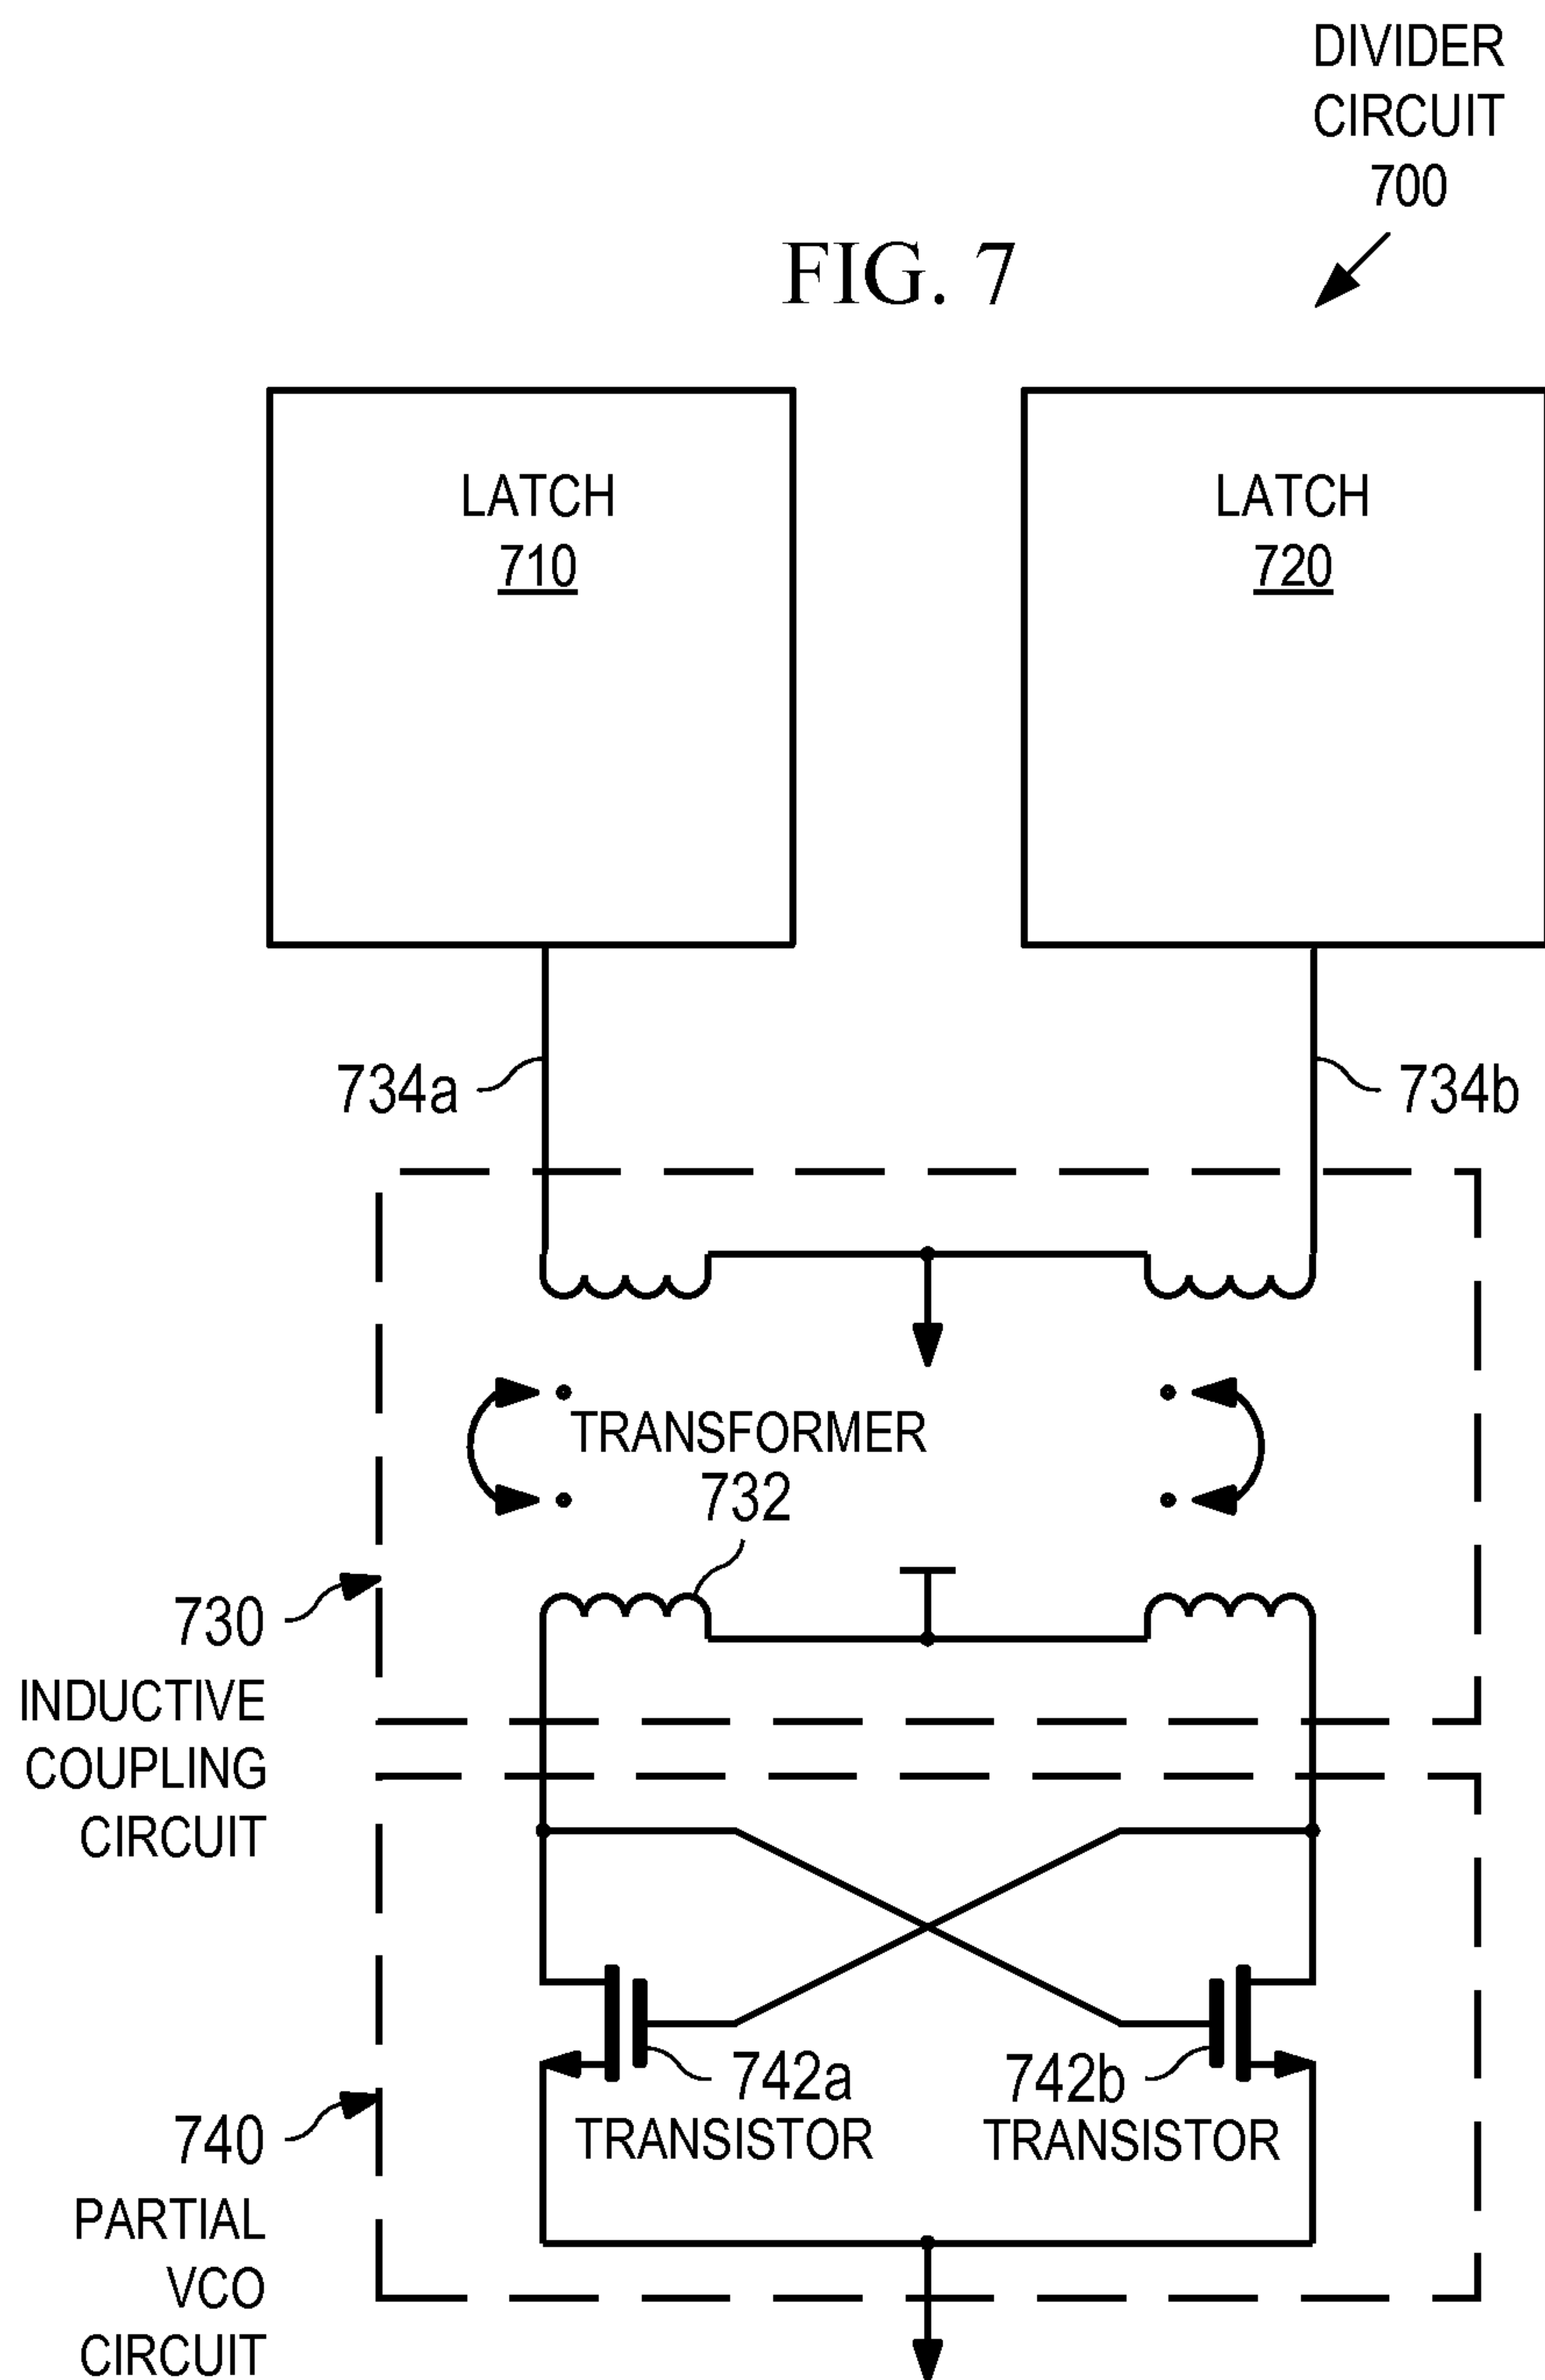 DIVIDER
CIRCUIT
700
FIG. 7
LATCH
710
LATCH
720
734a
734b
TRANSFORMER
732
730
INDUCTIVE
COUPLING
CIRCUIT
742a
TRANSISTOR
742b
TRANSISTOR
740
PARTIAL
VCO
CIRCUIT